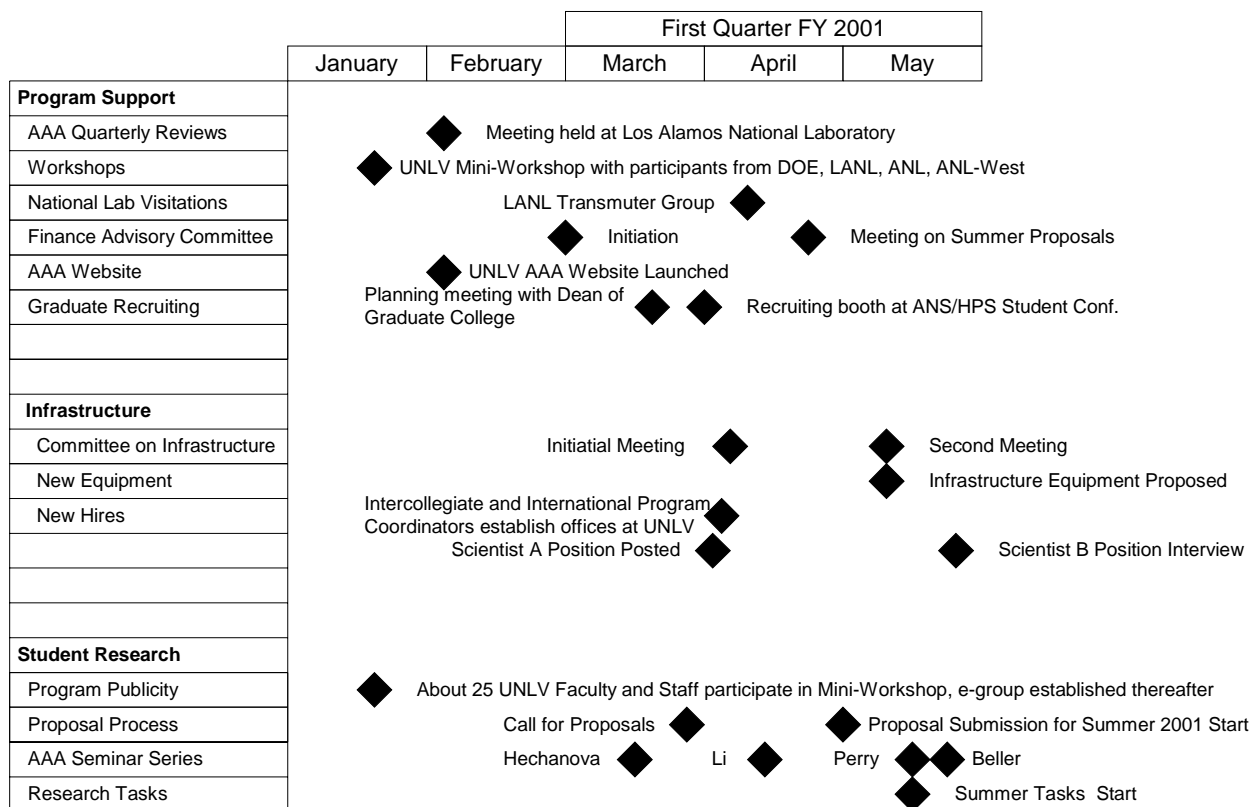 First Quarter FY 2001
January February March April May
Program Support
AAA Quarterly Reviews Meeting held at Los Alamos National Laboratory
Workshops UNLV Mini-Workshop with participants from DOE, LANL, ANL, ANL-West
National Lab Visitations LANL Transmuter Group
Finance Advisory Committee Initiation Meeting on Summer Proposals
AAA Website UNLV AAA Website Launched
Graduate Recruiting Planning meeting with Dean of
Graduate College Recruiting booth at ANS/HPS Student Conf.
Infrastructure
Committee on Infrastructure Initiatial Meeting Second Meeting
New Equipment Infrastructure Equipment Proposed
New Hires Intercollegiate and International Program
Coordinators establish offices at UNLV
Scientist A Position Posted Scientist B Position Interview
Student Research
Program Publicity About 25 UNLV Faculty and Staff participate in Mini-Workshop, e-group established thereafter
Proposal Process Call for Proposals Proposal Submission for Summer 2001 Start
AAA Seminar Series Hechanova Li Perry Beller
Research Tasks Summer Tasks Start